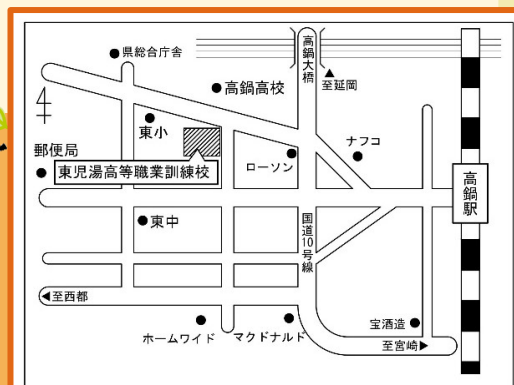 県総合庁舎
高鍋大橋
至延岡
高鍋高校
東小
ナフコ
郵便局
ローソン
東児湯高等職業訓練校
高鍋駅
東中
国道10号線
至西都
宝酒造
ホームワイド
マクドナルド
至宮崎